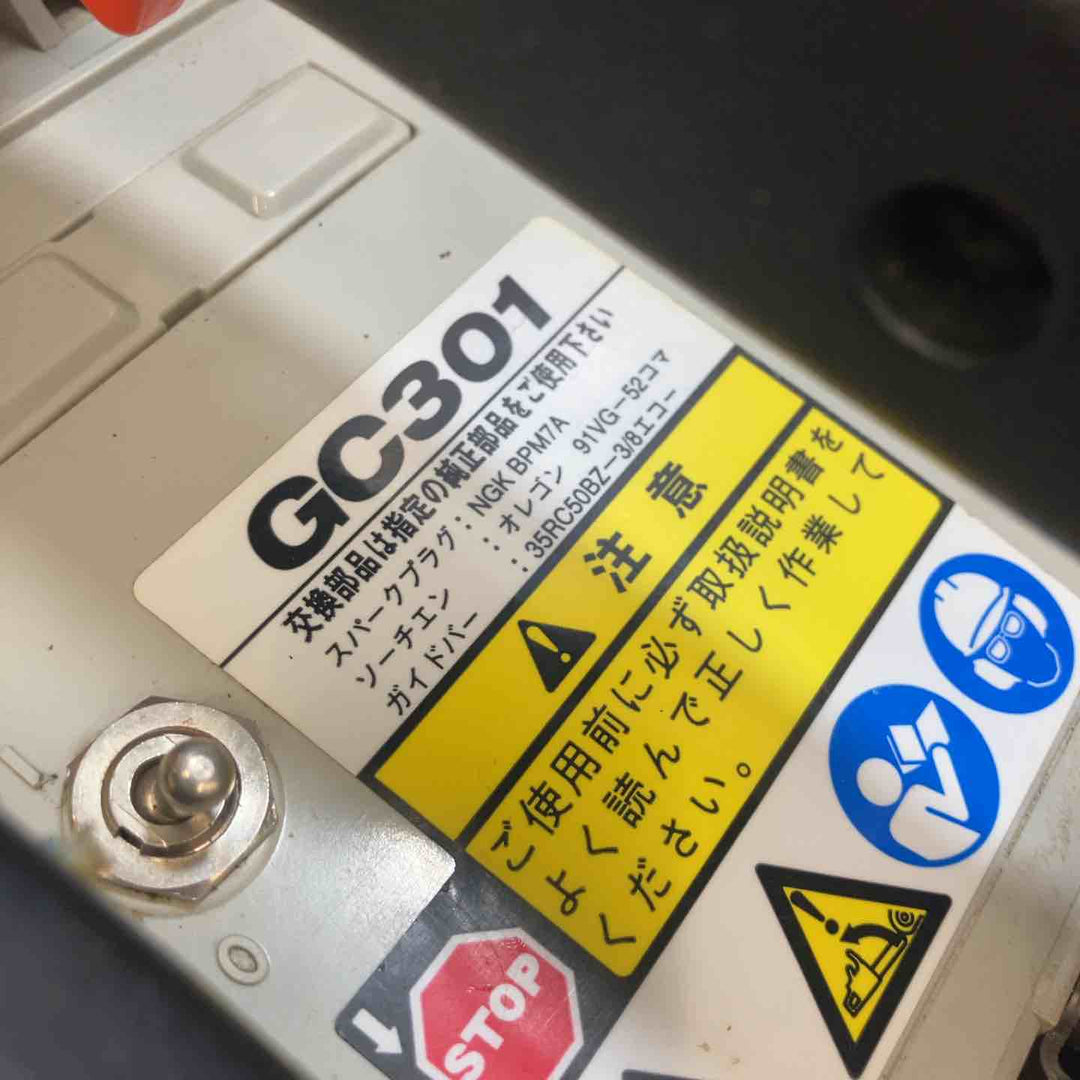 GC301
交換部品は指定の純正部品をご使用下さい
スパークプラグ：NGK BPM7A
ソーチエン：オレゴン 91VG-52コマ
ガイドバー：35RC50BZ-3/8エコー
注意
ご使用前に必ず取扱説明書を
よく読んで正しく作業して
ください。
STOP